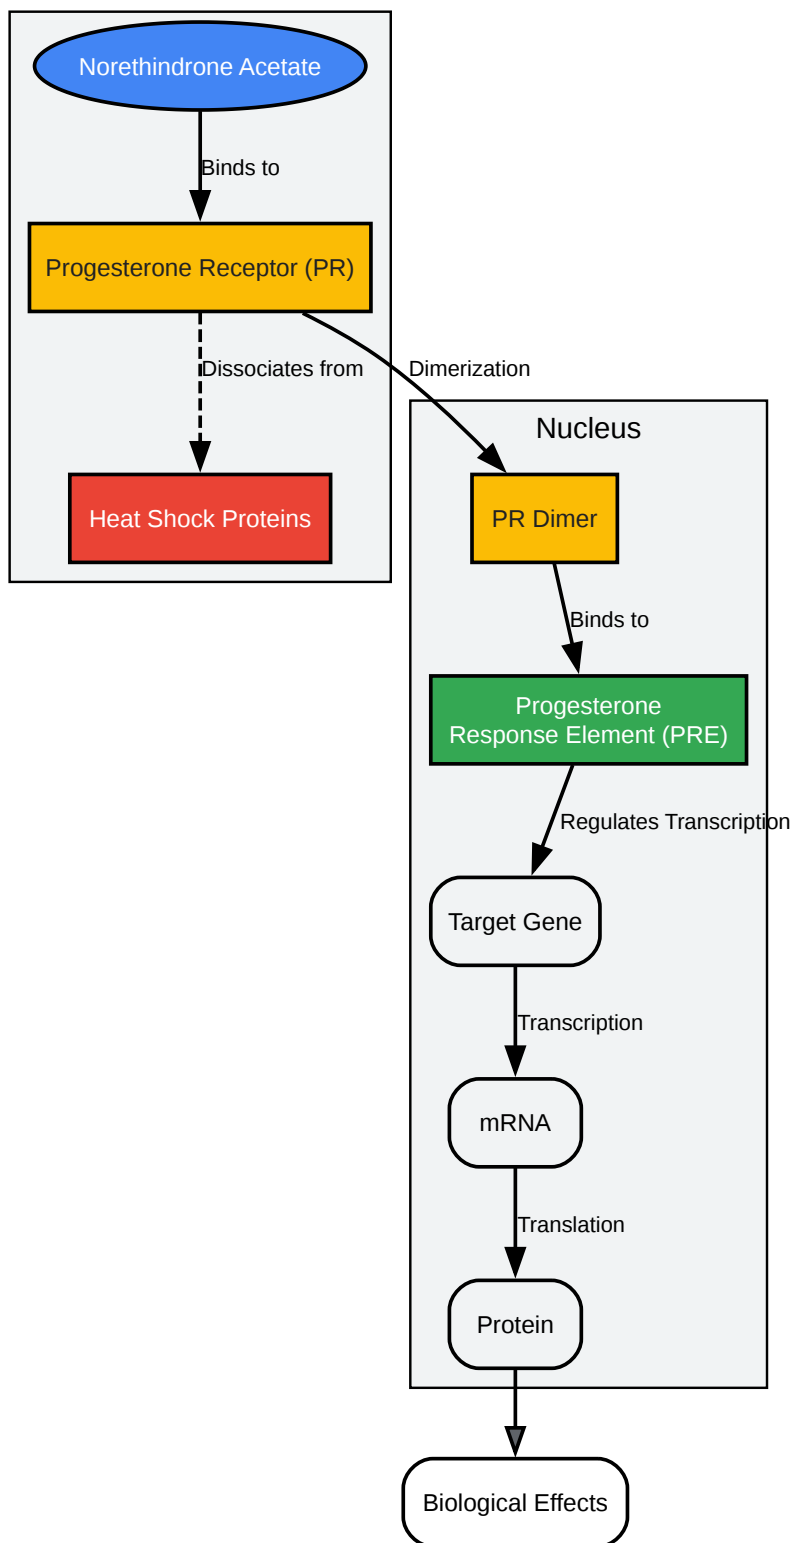 Norethindrone Acetate
Binds to
Progesterone Receptor (PR)
Dissociates from
Dimerization
Nucleus
Heat Shock Proteins
PR Dimer
Binds to
Progesterone
Response Element (PRE)
Regulates Transcription
Target Gene
Transcription
mRNA
Translation
Protein
Biological Effects